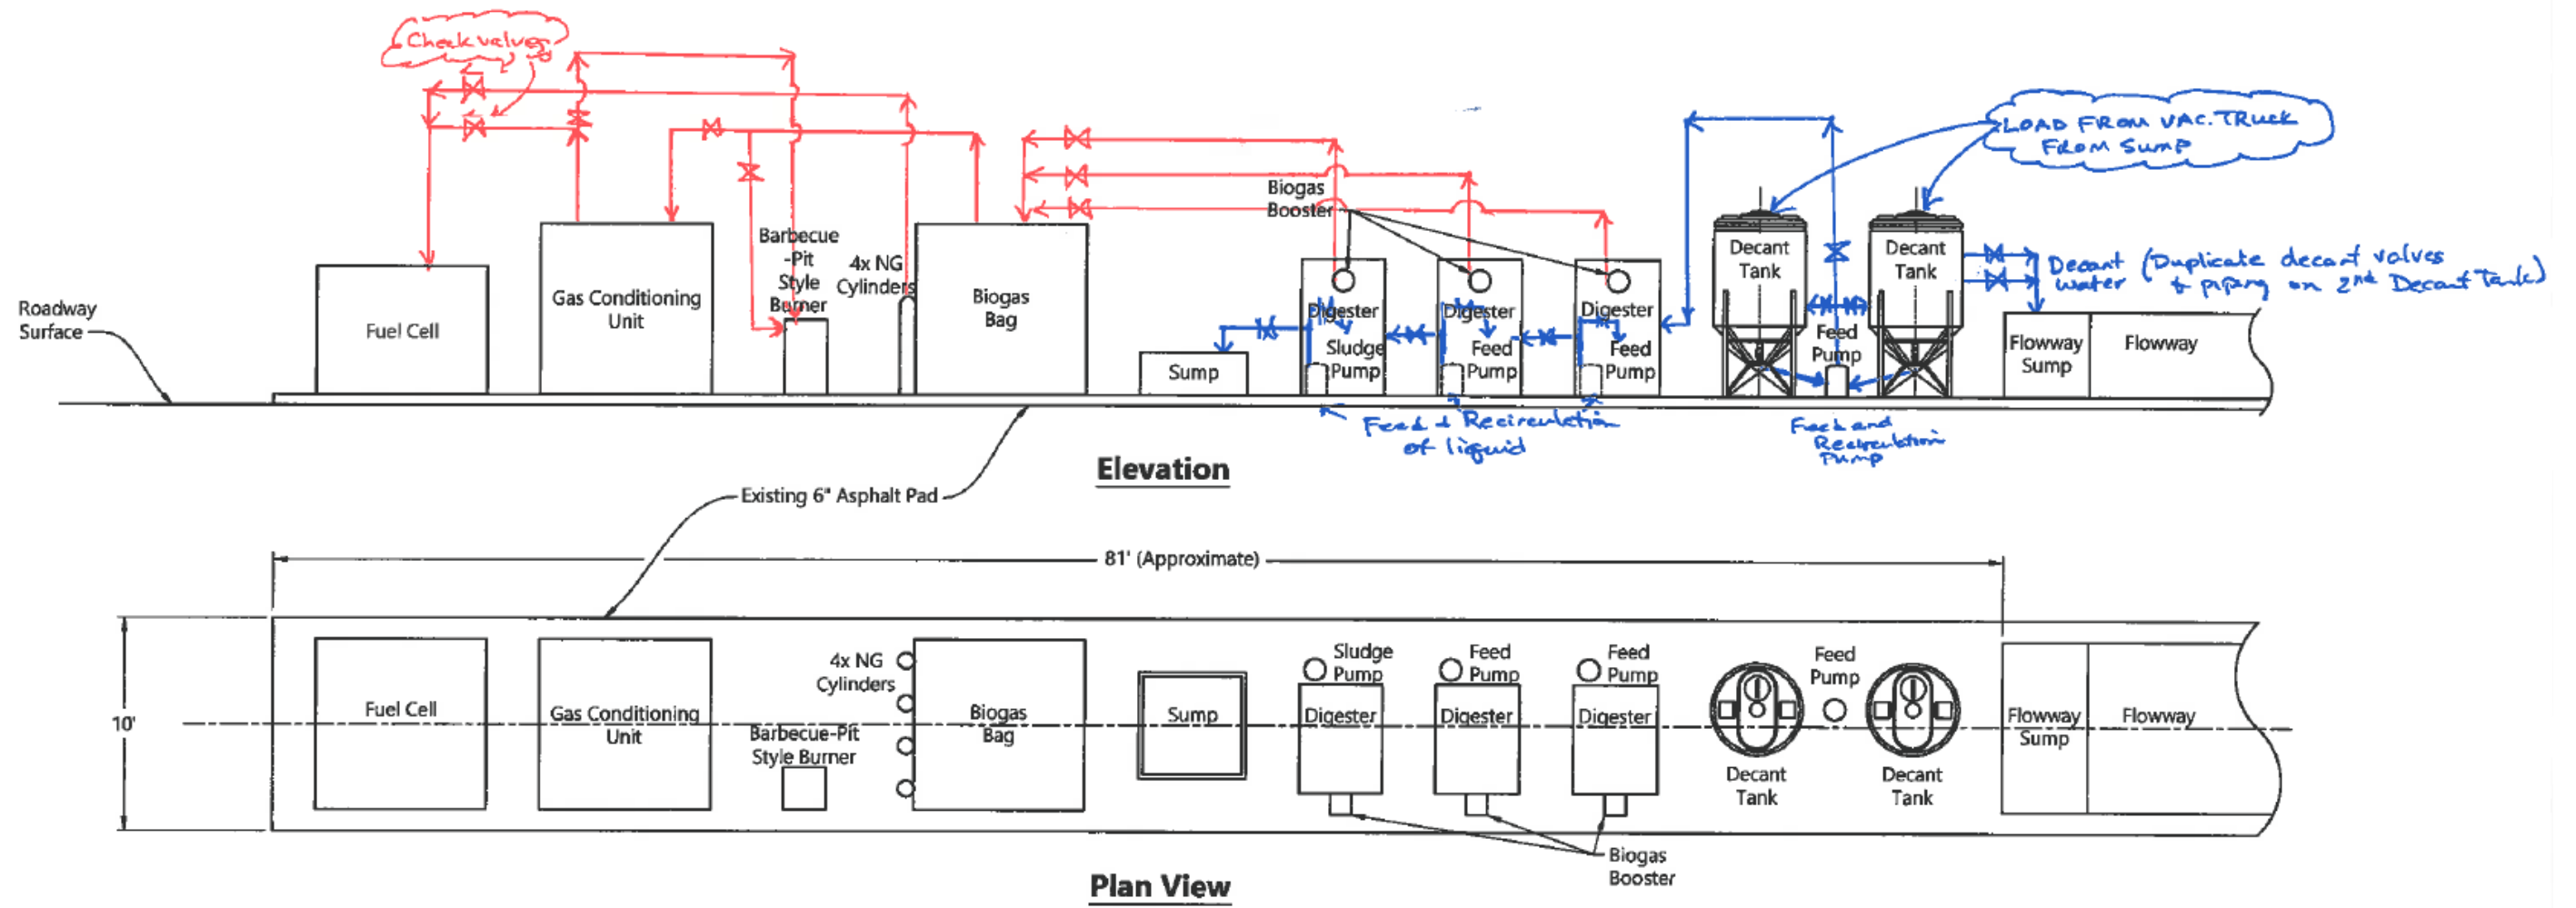 Check valves
LOAD FROM VAC. TRUCK
FROM SUMP
Biogas
Booster
Barbecue
-Pit
Style
Burner
4x NG
Cylinders
Decant
Tank
Decant
Tank
Decant (Duplicate decant valves
water & piping on 2nd Decant Tank)
Roadway
Surface
Fuel Cell
Gas Conditioning
Unit
Biogas
Bag
Sump
Digester
Sludge
Pump
Digester
Feed
Pump
Digester
Feed
Pump
Feed
Pump
Flowway
Sump
Flowway
Feed & Recirculation
of liquid
Feed and
Recirculation
Pump
Elevation
Existing 6" Asphalt Pad
81' (Approximate)
10'
Fuel Cell
Gas Conditioning
Unit
4x NG
Cylinders
Barbecue-Pit
Style Burner
Biogas
Bag
Sump
Sludge
Pump
Digester
Feed
Pump
Digester
Feed
Pump
Digester
Feed
Pump
Decant
Tank
Decant
Tank
Flowway
Sump
Flowway
Biogas
Booster
Plan View